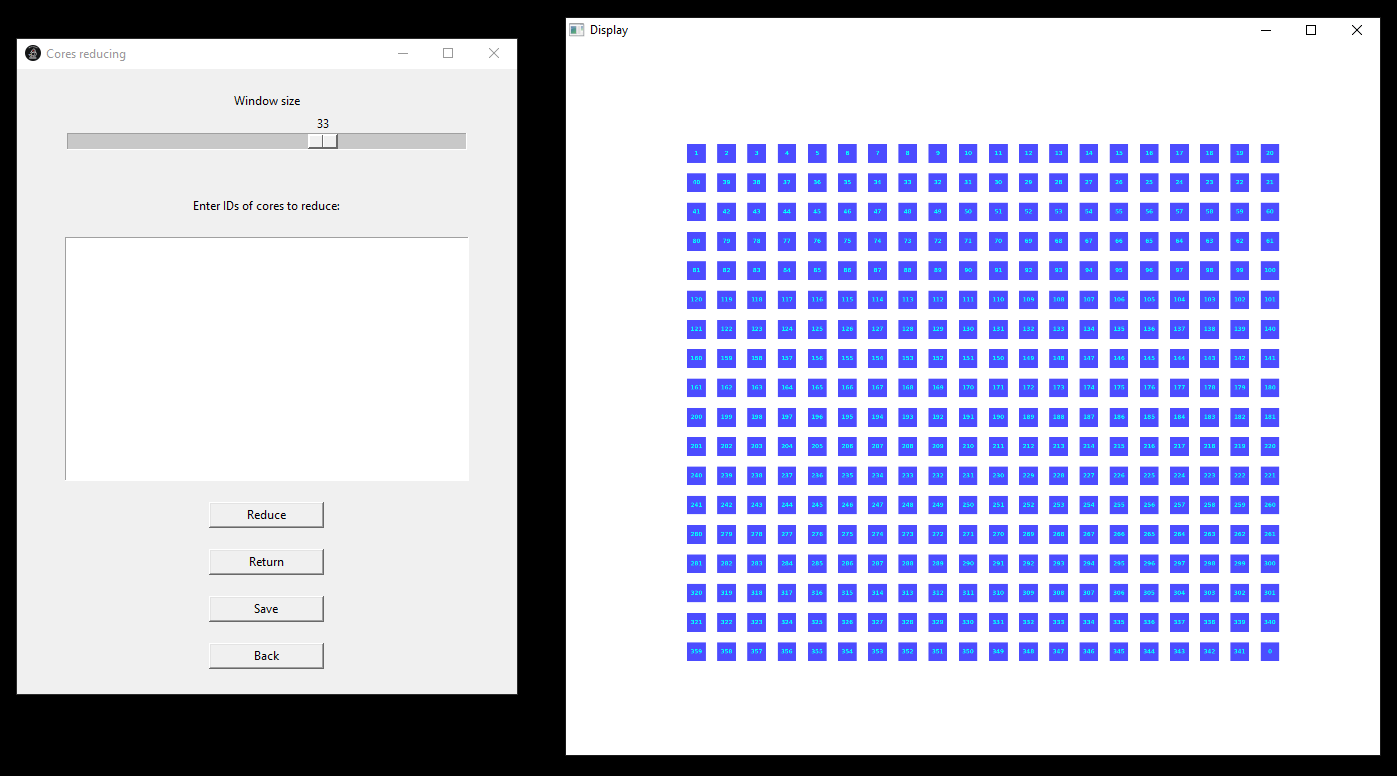 Cores reducing
Window size
33
Enter IDs of cores to reduce:
Reduce
Return
Save
Back
Display
1 2 3 4 5 6 7 8 9 10 11 12 13 14 15 16 17 18 19 20
40 39 38 37 36 35 34 33 32 31 30 29 28 27 26 25 24 23 22 21
41 42 43 44 45 46 47 48 49 50 51 52 53 54 55 56 57 58 59 60
80 79 78 77 76 75 74 73 72 71 70 69 68 67 66 65 64 63 62 61
81 82 83 84 85 86 87 88 89 90 91 92 93 94 95 96 97 98 99 100
120 119 118 117 116 115 114 113 112 111 110 109 108 107 106 105 104 103 102 101
121 122 123 124 125 126 127 128 129 130 131 132 133 134 135 136 137 138 139 140
160 159 158 157 156 155 154 153 152 151 150 149 148 147 146 145 144 143 142 141
161 162 163 164 165 166 167 168 169 170 171 172 173 174 175 176 177 178 179 180
200 199 198 197 196 195 194 193 192 191 190 189 188 187 186 185 184 183 182 181
201 202 203 204 205 206 207 208 209 210 211 212 213 214 215 216 217 218 219 220
240 239 238 237 236 235 234 233 232 231 230 229 228 227 226 225 224 223 222 221
241 242 243 244 245 246 247 248 249 250 251 252 253 254 255 256 257 258 259 260
280 279 278 277 276 275 274 273 272 271 270 269 268 267 266 265 264 263 262 261
281 282 283 284 285 286 287 288 289 290 291 292 293 294 295 296 297 298 299 300
320 319 318 317 316 315 314 313 312 311 310 309 308 307 306 305 304 303 302 301
321 322 323 324 325 326 327 328 329 330 331 332 333 334 335 336 337 338 339 340
359 358 357 356 355 354 353 352 351 350 349 348 347 346 345 344 343 342 341 0